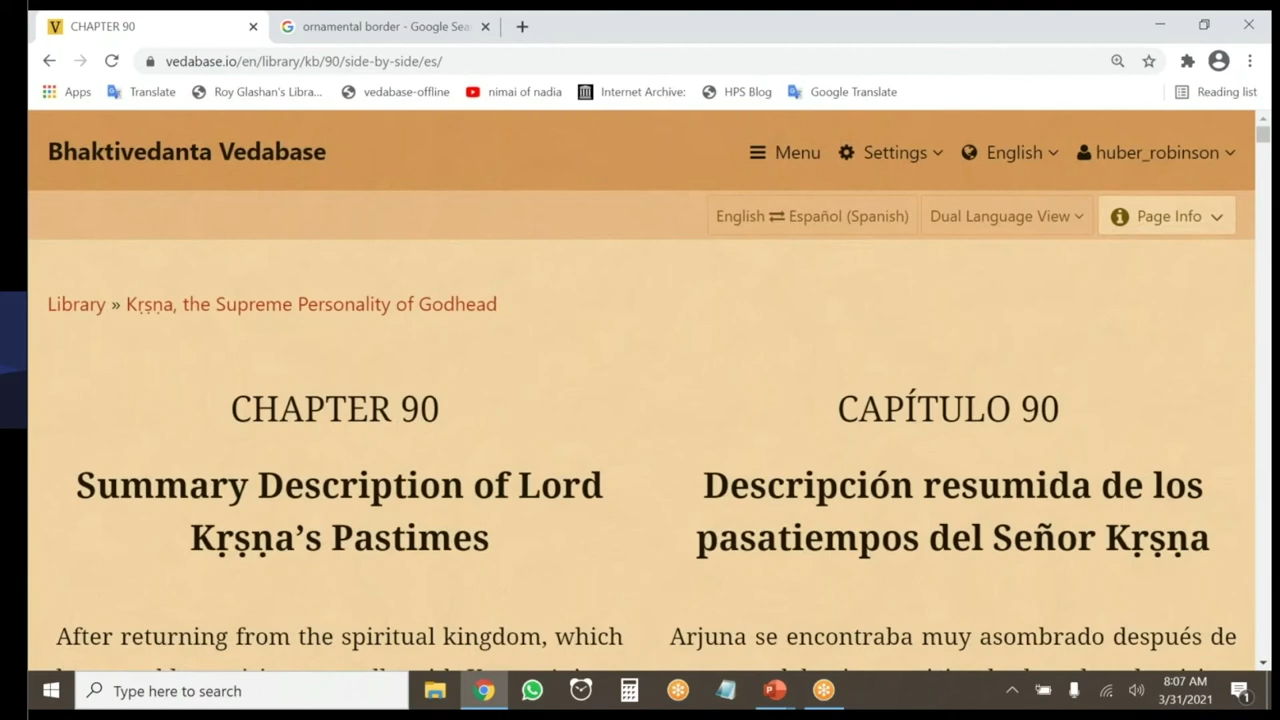 CHAPTER 90
ornamental border - Google Sea
vedabase.io/en/library/kb/90/side-by-side/es/
Apps
Translate
Roy Glashan's Libra...
vedabase-offline
nimai of nadia
Internet Archive:
HPS Blog
Google Translate
Reading list
Bhaktivedanta Vedabase
Menu
Settings
English
huber_robinson
English ⇄ Español (Spanish)
Dual Language View
Page Info
Library » Kṛṣṇa, the Supreme Personality of Godhead
CHAPTER 90
Summary Description of Lord
Kṛṣṇa’s Pastimes
After returning from the spiritual kingdom, which
CAPÍTULO 90
Descripción resumida de los
pasatiempos del Señor Kṛṣṇa
Arjuna se encontraba muy asombrado después de
Type here to search
8:07 AM
3/31/2021
1